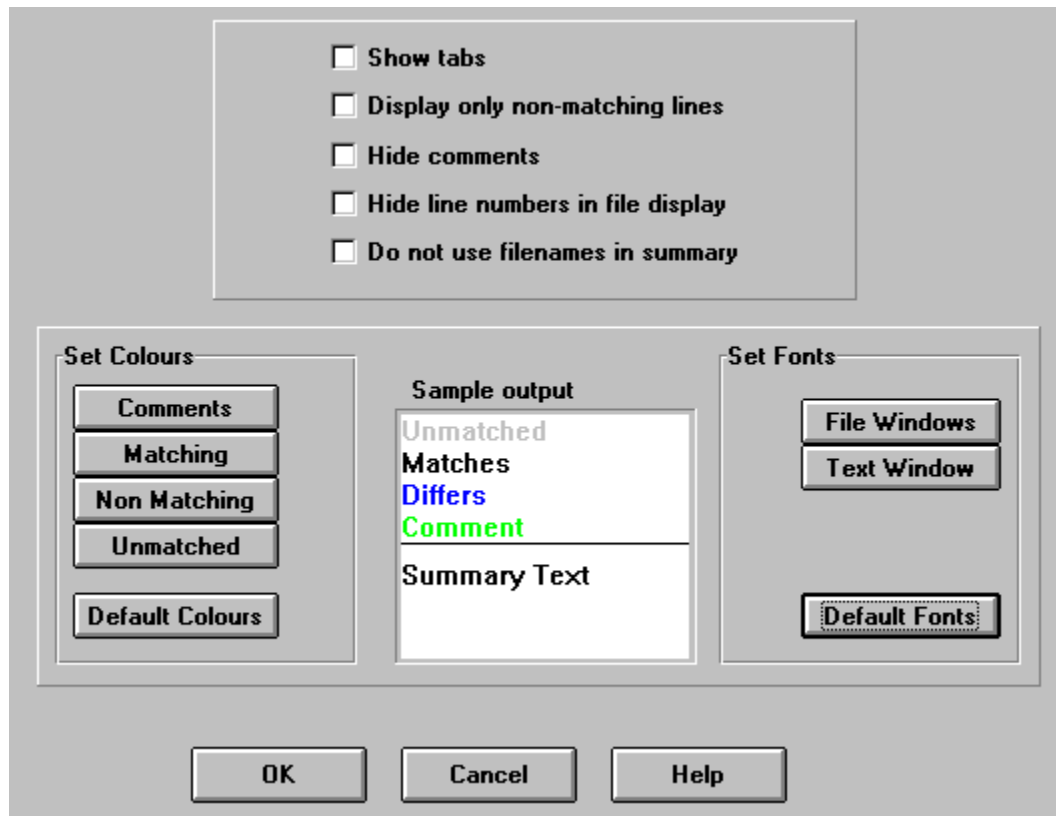 Show tabs
Display only non-matching lines
Hide comments
Hide line numbers in file display
Do not use filenames in summary
Set Colours
Comments
Matching
Non Matching
Unmatched
Default Colours
Sample output
Unmatched
Matches
Differs
Comment
Summary Text
Set Fonts
File Windows
Text Window
Default Fonts
OK
Cancel
Help